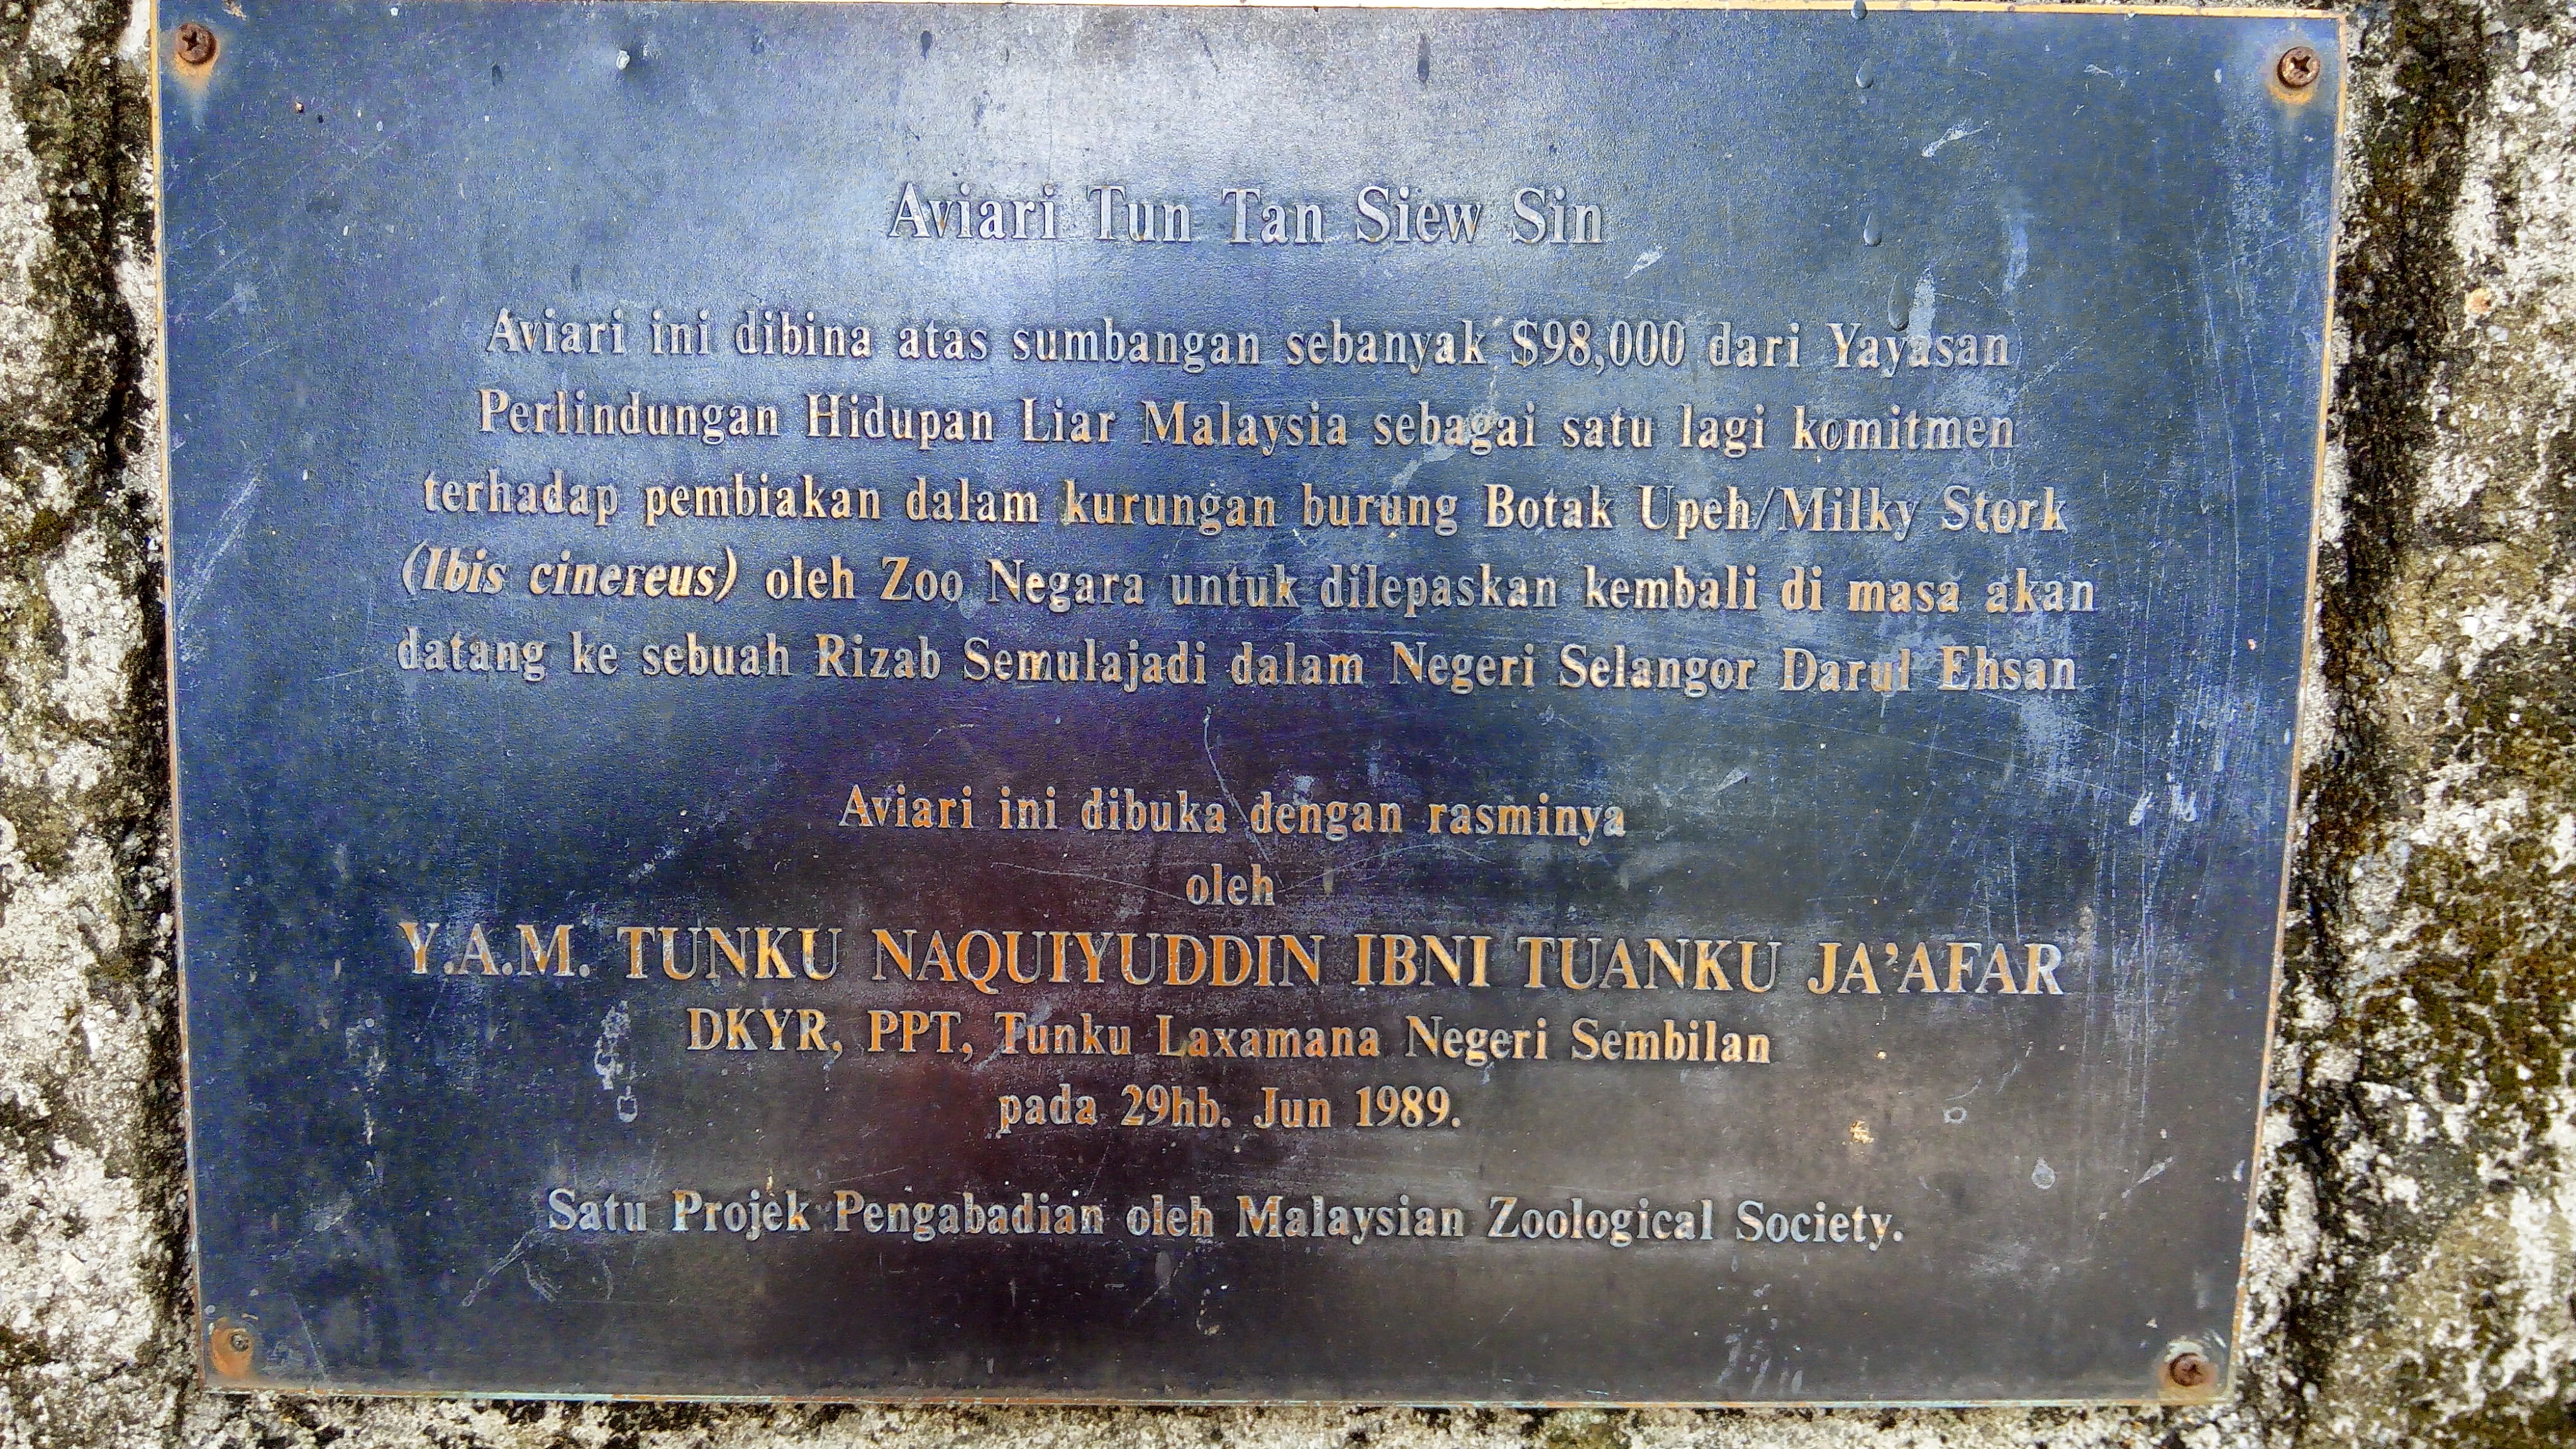 Aviari Tun Tan Siew Sin
Aviari ini dibina atas sumbangan sebanyak $98,000 dari Yayasan
Perlindungan Hidupan Liar Malaysia sebagai satu lagi komitmen
terhadap pembiakan dalam kurungan burung Botak Upeh/Milky Stork
(Ibis cinereus) oleh Zoo Negara untuk dilepaskan kembali di masa akan
datang ke sebuah Rizab Semulajadi dalam Negeri Selangor Darul Ehsan
Aviari ini dibuka dengan rasminya
oleh
Y.A.M. TUNKU NAQUIYUDDIN IBNI TUANKU JA'AFAR
DKYR, PPT, Tunku Laxamana Negeri Sembilan
pada 29hb. Jun 1989.
Satu Projek Pengabadian oleh Malaysian Zoological Society.